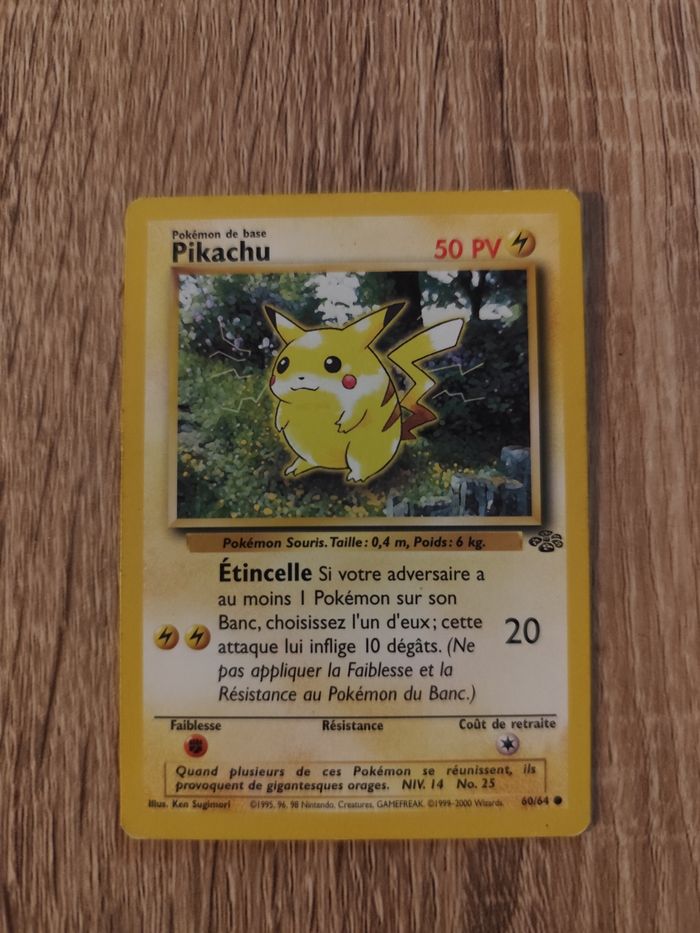 Pokémon de base
Pikachu 50 PV
Pokémon Souris. Taille: 0,4 m, Poids: 6 kg.
Étincelle Si votre adversaire a
au moins 1 Pokémon sur son
Banc, choisissez l'un d'eux; cette
attaque lui inflige 10 dégâts. (Ne
pas appliquer la Faiblesse et la
Résistance au Pokémon du Banc.)
20
Faiblesse Résistance Coût de retraite
Quand plusieurs de ces Pokémon se réunissent, ils
provoquent de gigantesques orages. NIV. 14 No. 25
Illus. Ken Sugimori ©1995, 96, 98 Nintendo, Creatures, GAMEFREAK. ©1999-2000 Wizards. 60/64